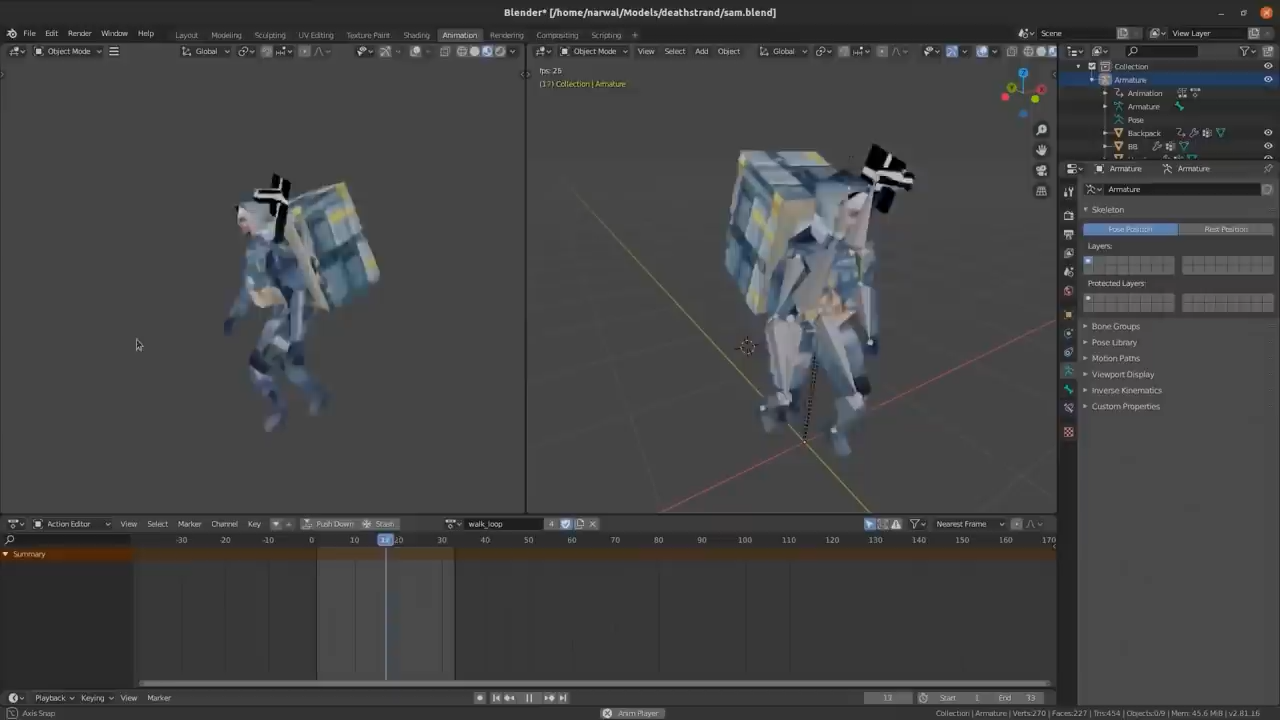 Blender* [/home/narwal/Models/deathstrand/sam.blend]
File Edit Render Window Help Layout Modeling Sculpting UV Editing Texture Paint Shading Animation Rendering Compositing Scripting + Scene View Layer
Object Mode Global Object Mode View Select Add Object Global
fps: 25
(17) Collection | Armature
Collection
Armature
Animation
Armature
Pose
Backpack
BB
Armature Armature
Armature
Skeleton
Pose Position Rest Position
Layers:
Protected Layers:
Bone Groups
Pose Library
Motion Paths
Viewport Display
Inverse Kinematics
Custom Properties
Action Editor View Select Marker Channel Key Push Down Stash walk_loop 4 Nearest Frame
-30 -20 -10 0 10 20 30 40 50 60 70 80 90 100 110 120 130 140 150 160 170
Summary
Playback Keying View Marker Start 1 End
Axis Snap Anim Player Collection | Armature | Verts:270 | Faces:227 | Tris:454 | Objects:0/9 | Mem: 45.6 MiB | v2.81.16